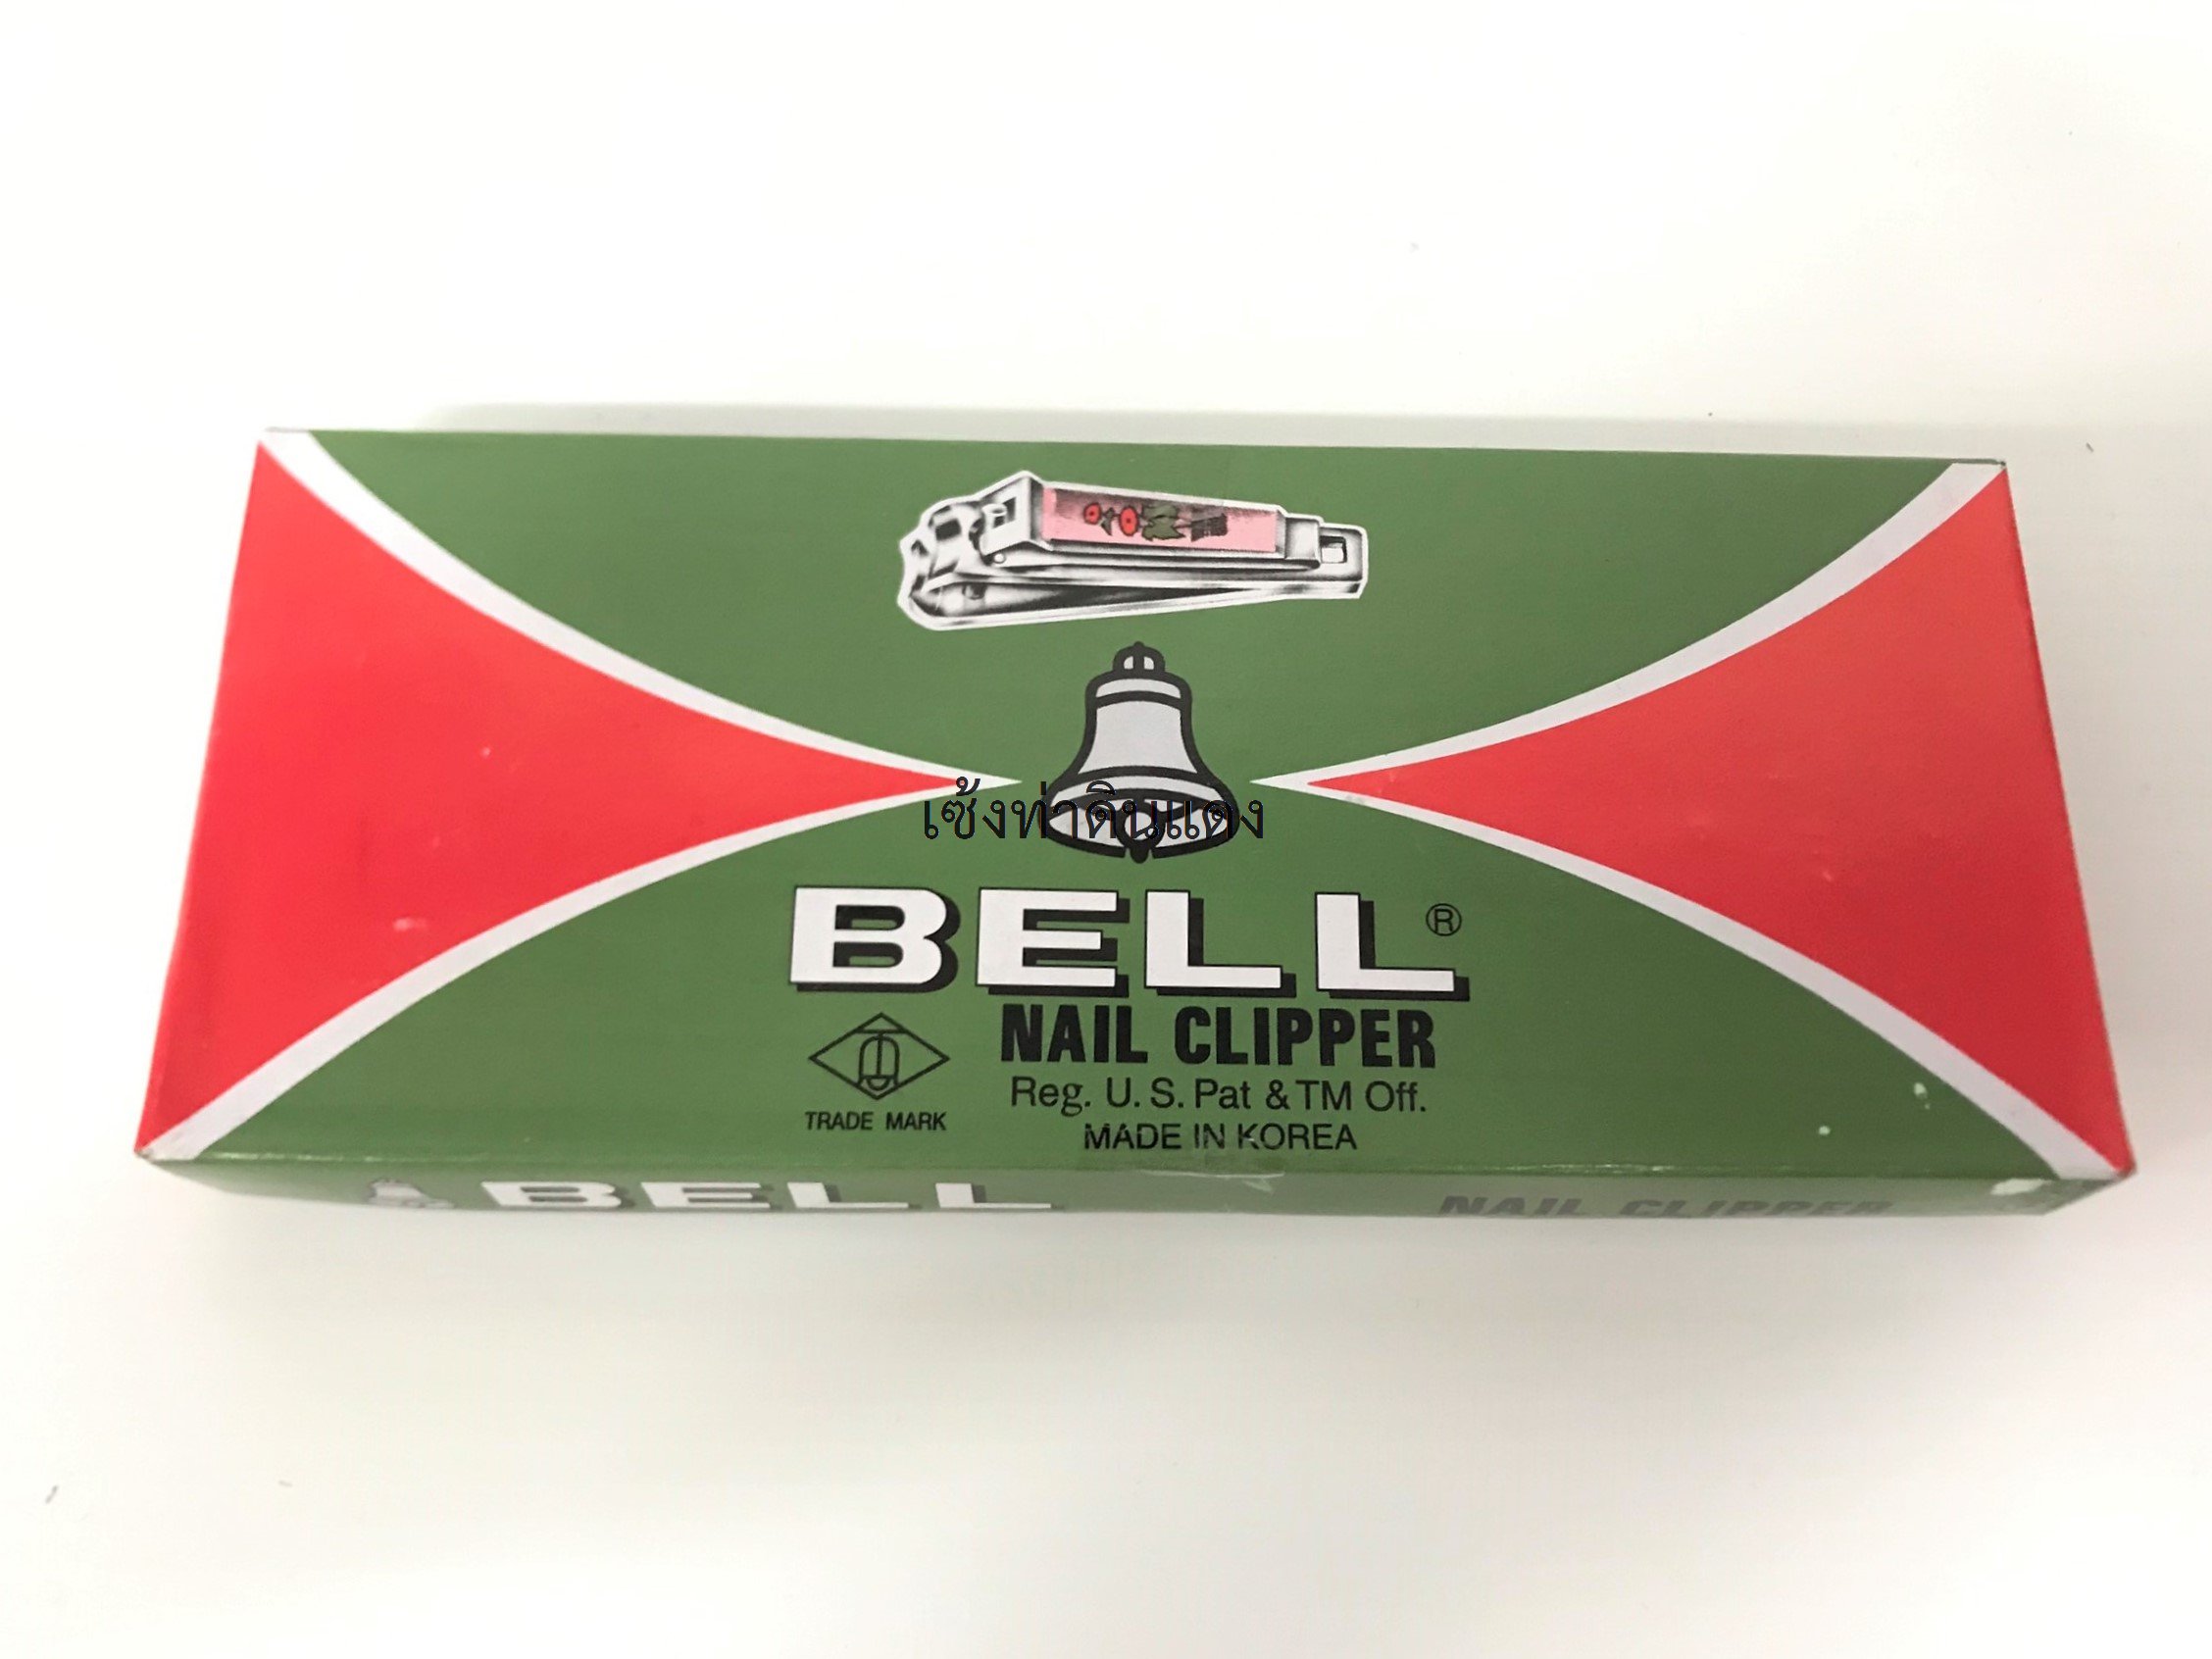 เซ้งท่าดินแดง
BELL®
NAIL CLIPPER
Reg. U.S. Pat & TM Off.
TRADE MARK
MADE IN KOREA
BELL
NAIL CLIPPER